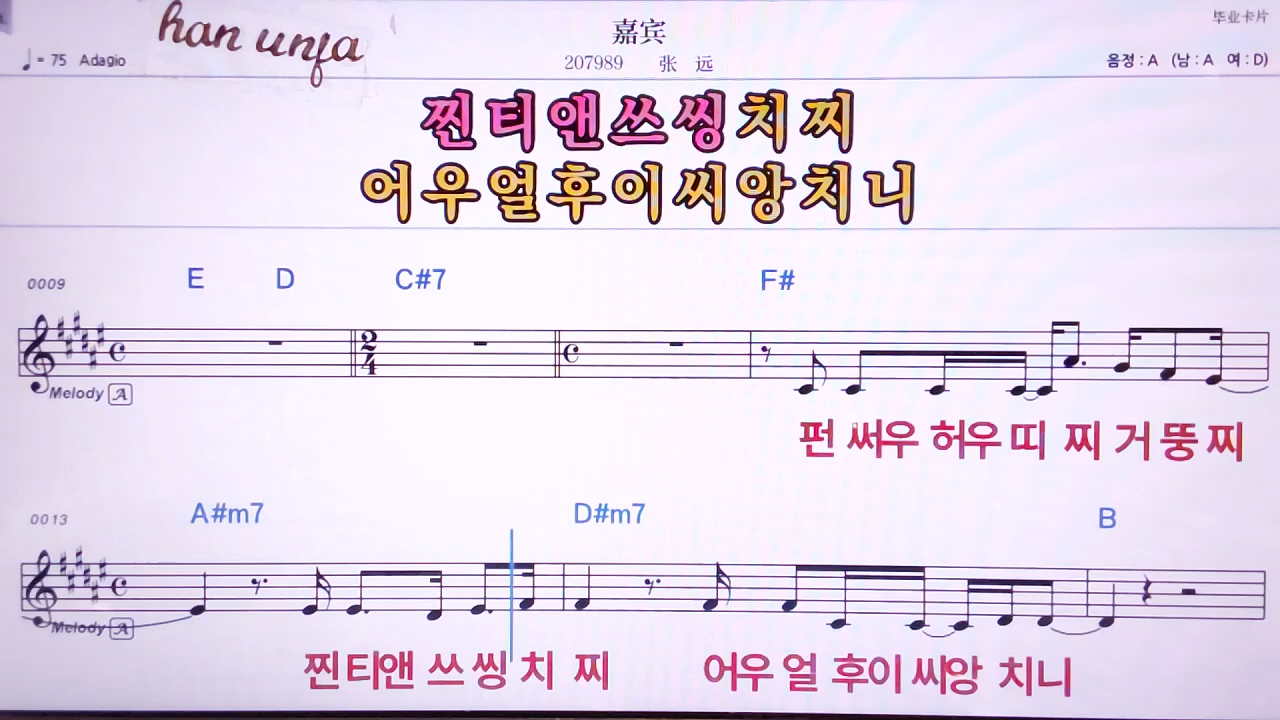 han unja
嘉宾
毕业卡片
♩= 75 Adagio
207989 张 远
음정 : A (남 : A 여 : D)
찐티앤쓰씽치찌
어우얼후이씨앙치니
0009 E D C#7 F#
Melody A
펀 써우 허우 띠 찌 거 뚱 찌
0013 A#m7 D#m7 B
Melody A
찐 티앤 쓰 씽 치 찌 어우 얼 후이 씨앙 치니